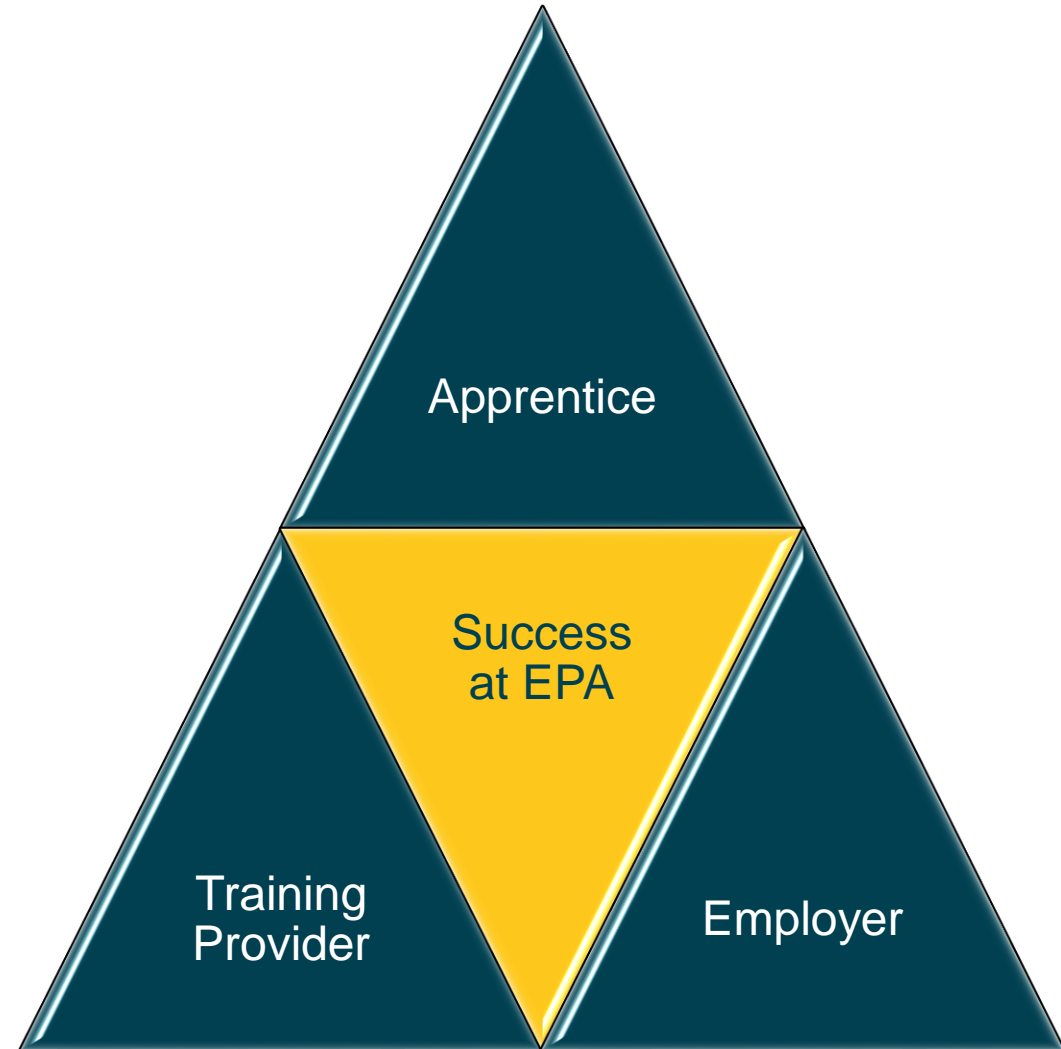 Apprentice
Success
at EPA
Training
Provider
Employer